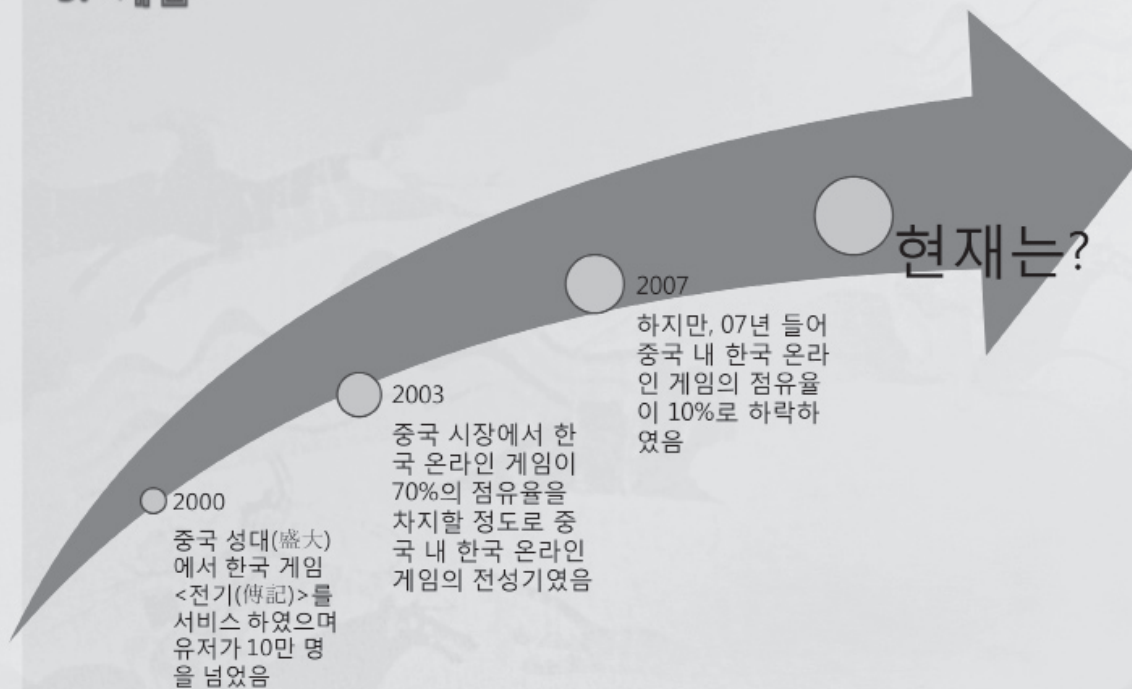 2000
중국 성대(盛大)
에서 한국 게임
<전기(傳記)>를
서비스 하였으며
유저가 10만 명
을 넘었음
2003
중국 시장에서 한
국 온라인 게임이
70%의 점유율을
차지할 정도로 중
국 내 한국 온라인
게임의 전성기였음
2007
하지만, 07년 들어
중국 내 한국 온라
인 게임의 점유율
이 10%로 하락하
였음
현재는?